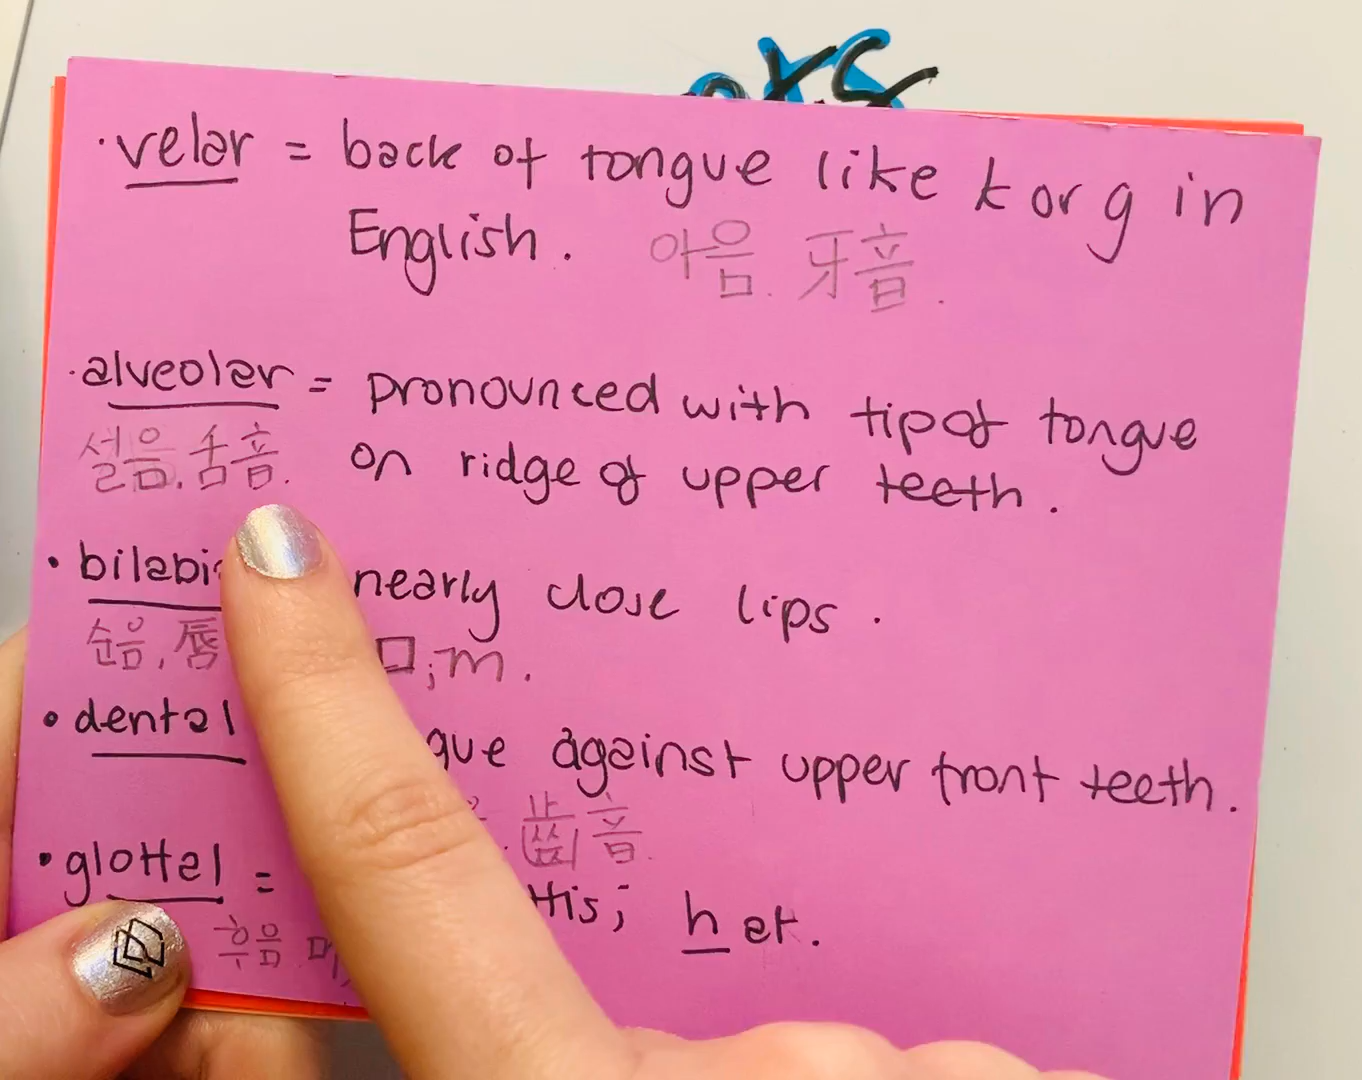 · velar = back of tongue like k or g in
English. 아음. 牙音.
· alveolar = pronounced with tip of tongue
설음. 舌音. on ridge of upper teeth.
• bilabi nearly close lips.
순음, 唇 ㅁ; m.
• dental gue against upper front teeth.
齒音.
• glottal = ttis; hat.
후음